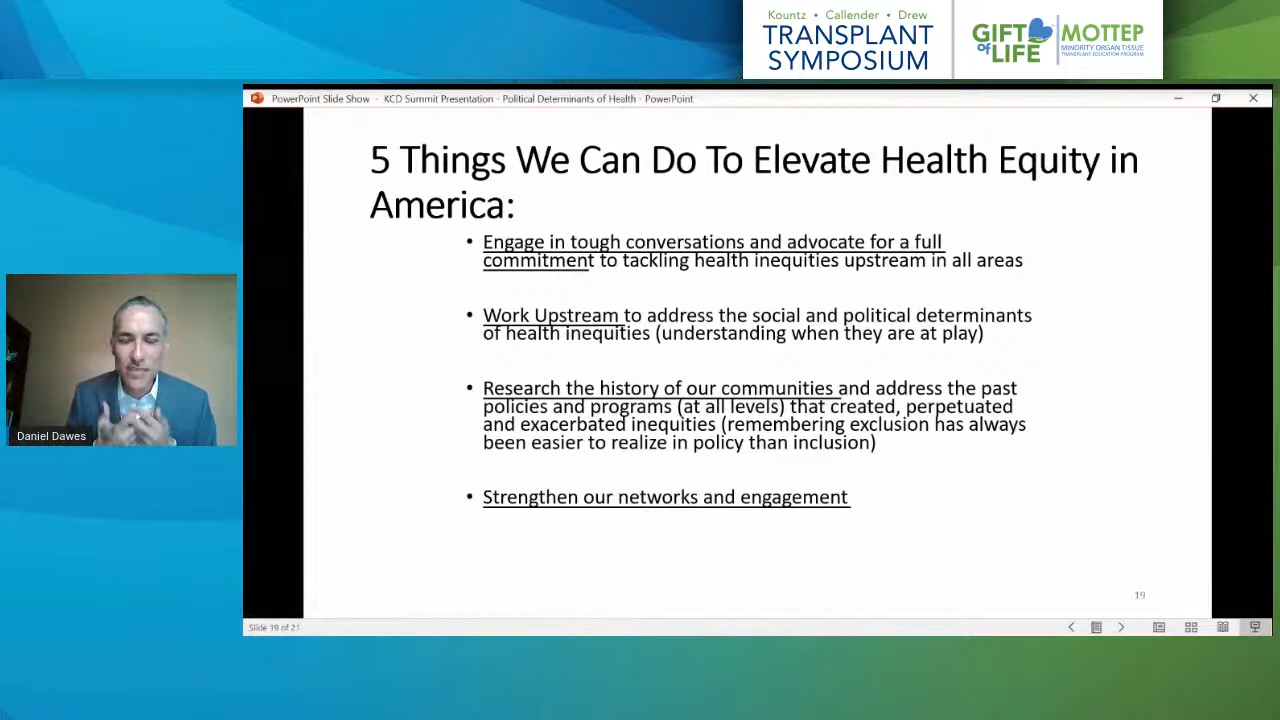 Kountz • Callender • Drew
TRANSPLANT
SYMPOSIUM
GIFT
of LIFE
MOTTEP
MINORITY ORGAN TISSUE
TRANSPLANT EDUCATION PROGRAM
PowerPoint Slide Show - KCD Summit Presentation - Political Determinants of Health - PowerPoint
5 Things We Can Do To Elevate Health Equity in
America:
• Engage in tough conversations and advocate for a full
commitment to tackling health inequities upstream in all areas
• Work Upstream to address the social and political determinants
of health inequities (understanding when they are at play)
• Research the history of our communities and address the past
policies and programs (at all levels) that created, perpetuated
and exacerbated inequities (remembering exclusion has always
been easier to realize in policy than inclusion)
• Strengthen our networks and engagement
19
Slide 19 of 21
Daniel Dawes